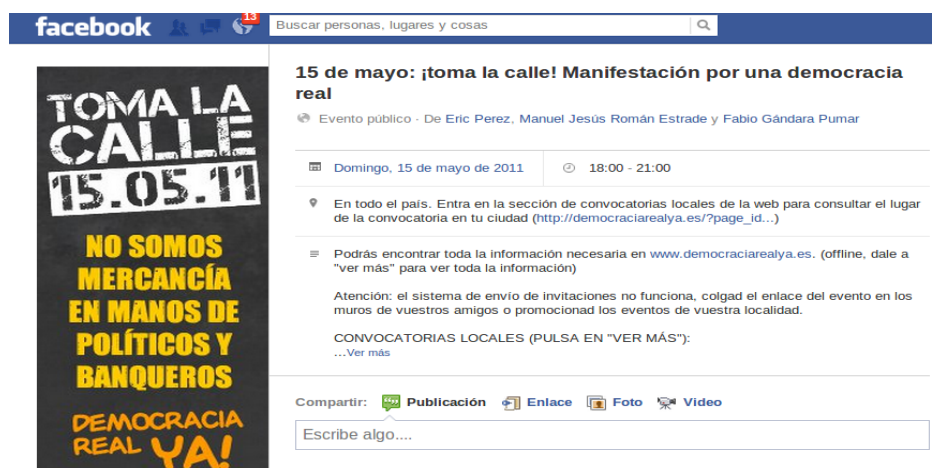 facebook
13
Buscar personas, lugares y cosas
TOMA LA
CALLE
15.05.11
NO SOMOS
MERCANCÍA
EN MANOS DE
POLÍTICOS Y
BANQUEROS
DEMOCRACIA
REAL YA!
15 de mayo: ¡toma la calle! Manifestación por una democracia
real
Evento público · De Eric Perez, Manuel Jesús Román Estrade y Fabio Gándara Pumar
Domingo, 15 de mayo de 2011
18:00 - 21:00
En todo el país. Entra en la sección de convocatorias locales de la web para consultar el lugar
de la convocatoria en tu ciudad (http://democraciarealya.es/?page_id...)
Podrás encontrar toda la información necesaria en www.democraciarealya.es. (offline, dale a
"ver más" para ver toda la información)
Atención: el sistema de envío de invitaciones no funciona, colgad el enlace del evento en los
muros de vuestros amigos o promocionad los eventos de vuestra localidad.
CONVOCATORIAS LOCALES (PULSA EN "VER MÁS"):
...Ver más
Compartir: Publicación Enlace Foto Video
Escribe algo....